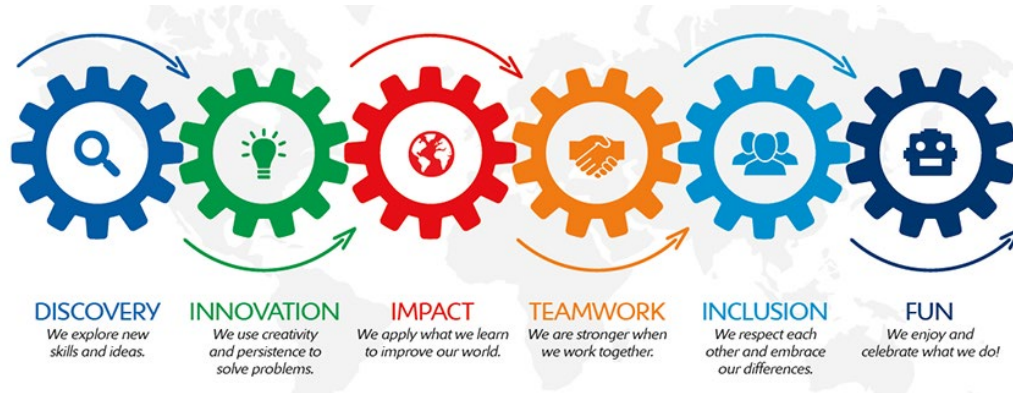 DISCOVERY
We explore new
skills and ideas.
INNOVATION
We use creativity
and persistence to
solve problems.
IMPACT
We apply what we learn
to improve our world.
TEAMWORK
We are stronger when
we work together.
INCLUSION
We respect each
other and embrace
our differences.
FUN
We enjoy and
celebrate what we do!